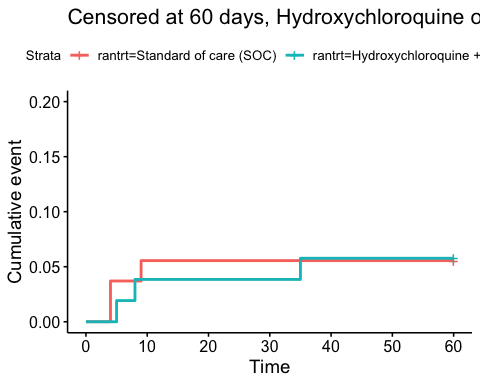 Censored at 60 days, Hydroxychloroquine
Strata rantrt=Standard of care (SOC) rantrt=Hydroxychloroquine +
0.20
0.15
0.10
0.05
0.00
Cumulative event
0 10 20 30 40 50 60
Time